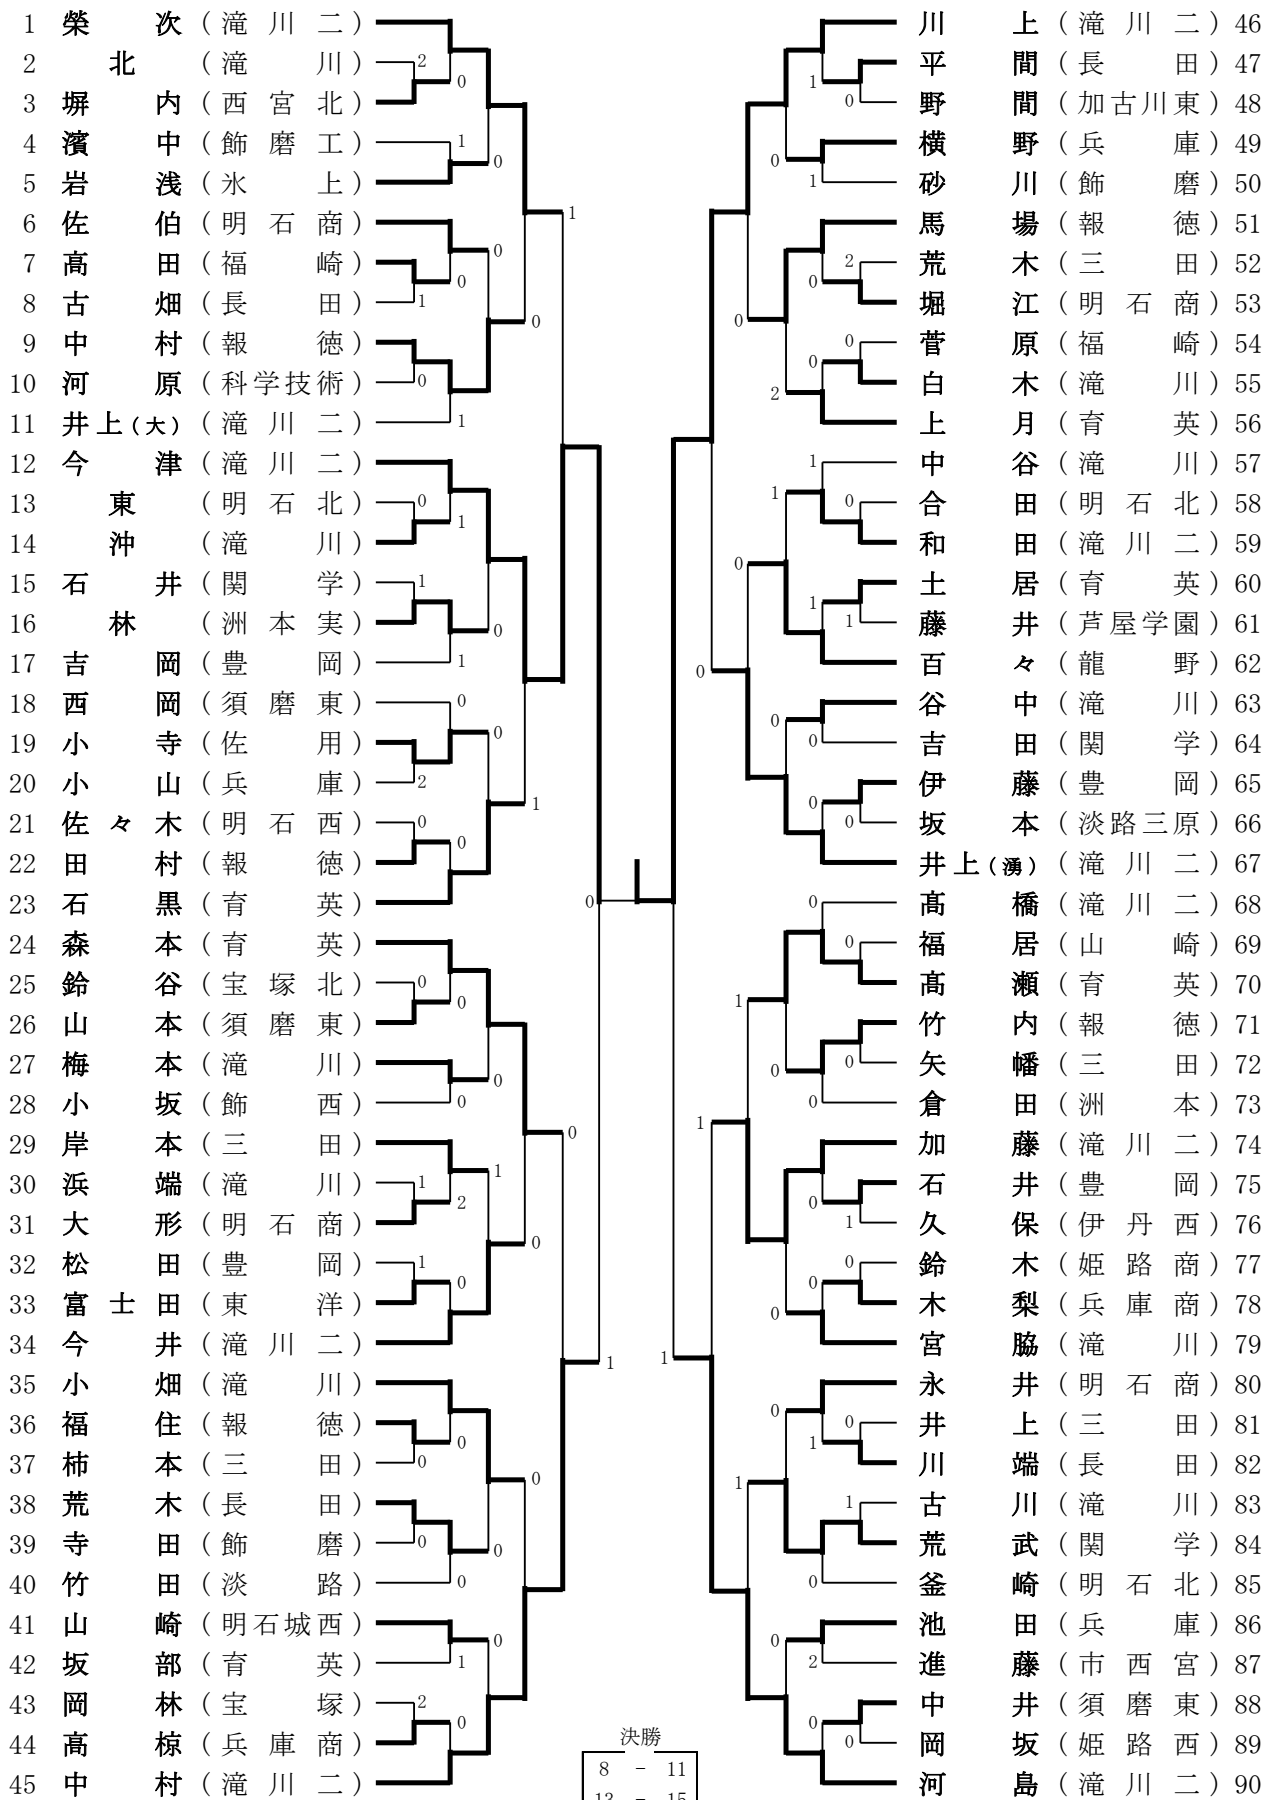 1 榮次（滝川二）
2 北（滝川）
3 塀内（西宮北）
4 濱中（飾磨工）
5 岩浅（氷上）
6 佐伯（明石商）
7 髙田（福崎）
8 古畑（長田）
9 中村（報徳）
10 河原（科学技術）
11 井上(大)（滝川二）
12 今津（滝川二）
13 東（明石北）
14 沖（滝川）
15 石井（関学）
16 林（洲本実）
17 吉岡（豊岡）
18 西岡（須磨東）
19 小寺（佐用）
20 小山（兵庫）
21 佐々木（明石西）
22 田村（報徳）
23 石黒（育英）
24 森本（育英）
25 鈴谷（宝塚北）
26 山本（須磨東）
27 梅本（滝川）
28 小坂（飾西）
29 岸本（三田）
30 浜端（滝川）
31 大形（明石商）
32 松田（豊岡）
33 富士田（東洋）
34 今井（滝川二）
35 小畑（滝川）
36 福住（報徳）
37 柿本（三田）
38 荒木（長田）
39 寺田（飾磨）
40 竹田（淡路）
41 山崎（明石城西）
42 坂部（育英）
43 岡林（宝塚）
44 髙椋（兵庫商）
45 中村（滝川二）
川上（滝川二）46
平間（長田）47
野間（加古川東）48
横野（兵庫）49
砂川（飾磨）50
馬場（報徳）51
荒木（三田）52
堀江（明石商）53
菅原（福崎）54
白木（滝川）55
上月（育英）56
中谷（滝川）57
合田（明石北）58
和田（滝川二）59
土居（育英）60
藤井（芦屋学園）61
百々（龍野）62
谷中（滝川）63
吉田（関学）64
伊藤（豊岡）65
坂本（淡路三原）66
井上(湧)（滝川二）67
髙橋（滝川二）68
福居（山崎）69
髙瀬（育英）70
竹内（報徳）71
矢幡（三田）72
倉田（洲本）73
加藤（滝川二）74
石井（豊岡）75
久保（伊丹西）76
鈴木（姫路商）77
木梨（兵庫商）78
宮脇（滝川）79
永井（明石商）80
井上（三田）81
川端（長田）82
古川（滝川）83
荒武（関学）84
釜崎（明石北）85
池田（兵庫）86
進藤（市西宮）87
中井（須磨東）88
岡坂（姫路西）89
河島（滝川二）90
決勝
8 - 11
13 - 15